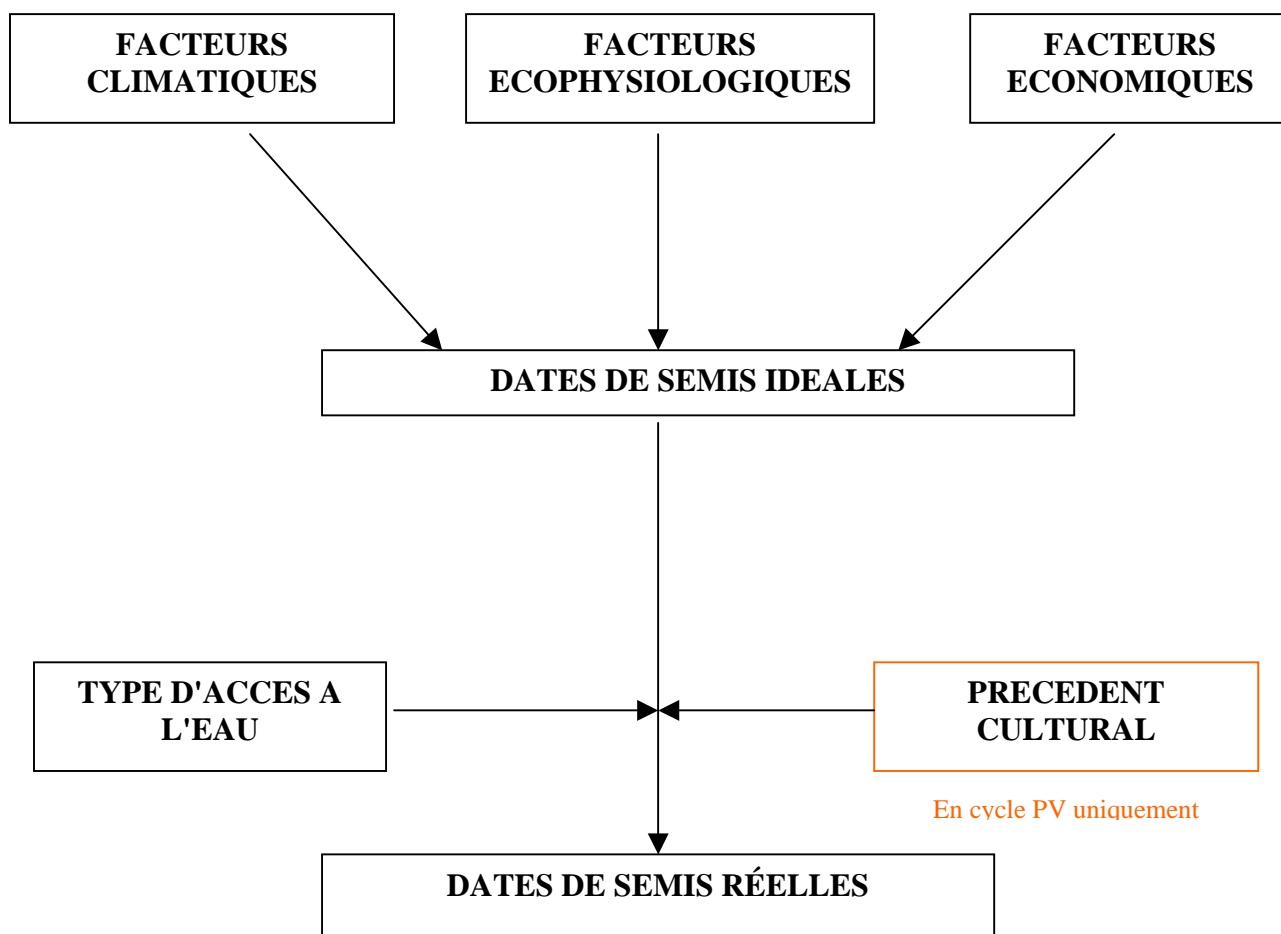 FACTEURS
CLIMATIQUES
FACTEURS
ECOPHYSIOLOGIQUES
FACTEURS
ECONOMIQUES
DATES DE SEMIS IDEALES
TYPE D'ACCES A
L'EAU
PRECEDENT
CULTURAL
En cycle PV uniquement
DATES DE SEMIS RÉELLES